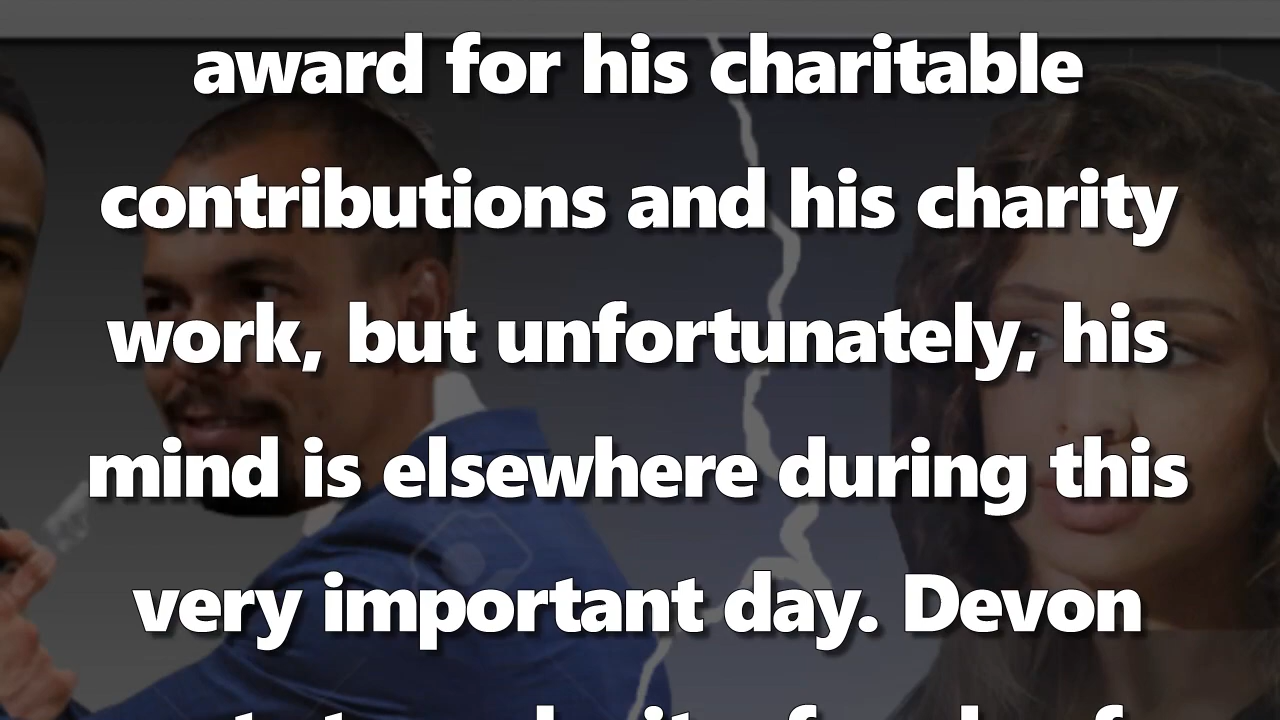 award for his charitable
contributions and his charity
work, but unfortunately, his
mind is elsewhere during this
very important day. Devon